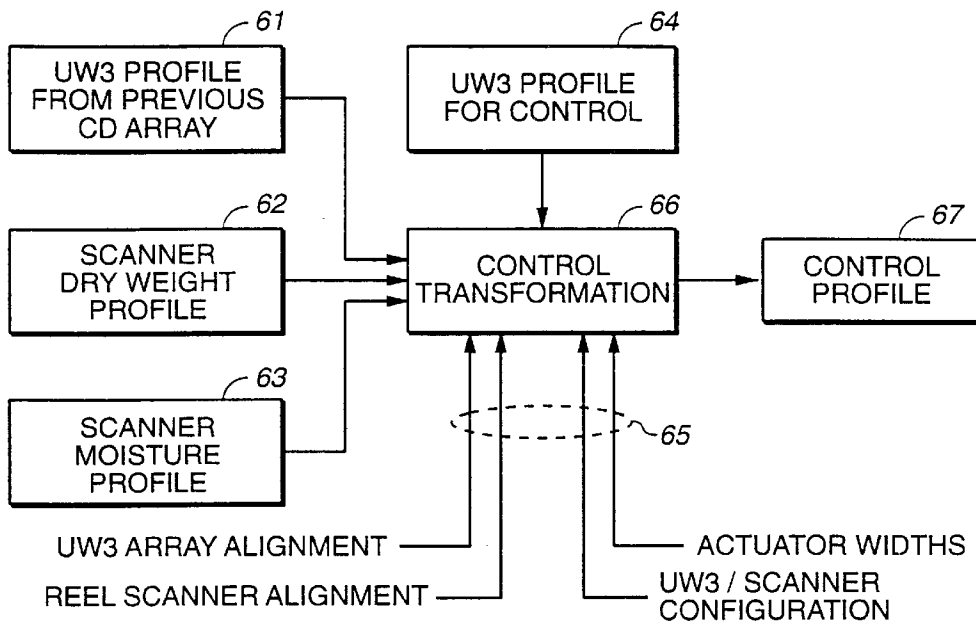 61
UW3 PROFILE
FROM PREVIOUS
CD ARRAY
64
UW3 PROFILE
FOR CONTROL
62
SCANNER
DRY WEIGHT
PROFILE
66
CONTROL
TRANSFORMATION
67
CONTROL
PROFILE
63
SCANNER
MOISTURE
PROFILE
65
UW3 ARRAY ALIGNMENT
REEL SCANNER ALIGNMENT
ACTUATOR WIDTHS
UW3 / SCANNER
CONFIGURATION